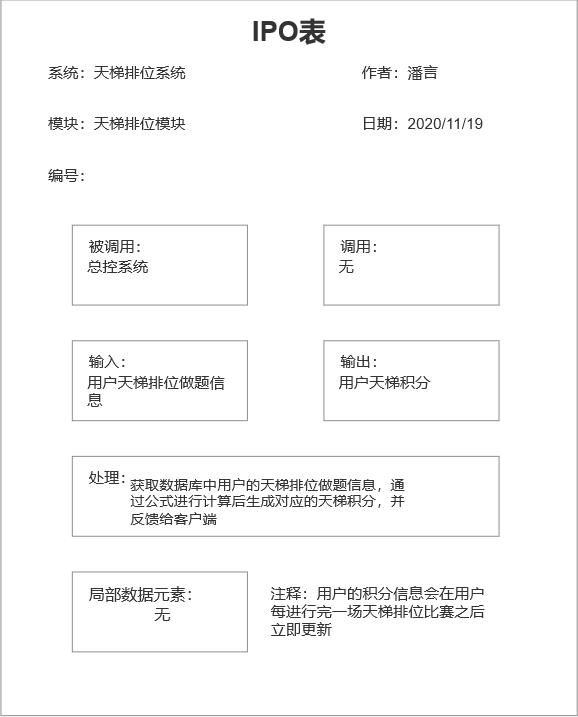 IPO表
系统：天梯排位系统
作者：潘言
模块：天梯排位模块
日期：2020/11/19
编号：
被调用：
总控系统
调用：
无
输入：
用户天梯排位做题信
息
输出：
用户天梯积分
处理：
获取数据库中用户的天梯排位做题信息，通
过公式进行计算后生成对应的天梯积分，并
反馈给客户端
局部数据元素：
无
注释：用户的积分信息会在用户
每进行完一场天梯排位比赛之后
立即更新